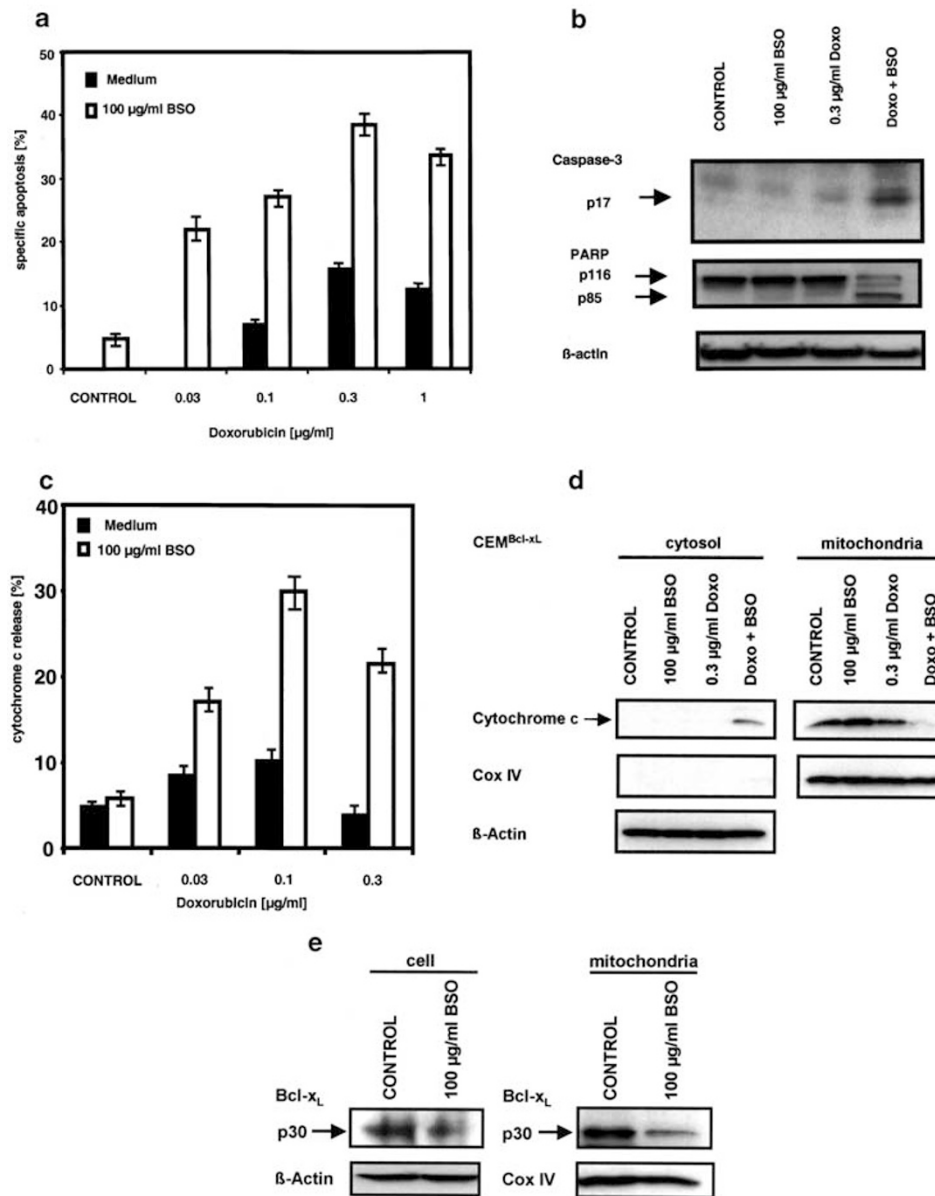 a
specific apoptosis [%]
50
40
30
20
10
0
Medium
100 µg/ml BSO
CONTROL 0.03 0.1 0.3 1
Doxorubicin [µg/ml]
b
CONTROL
100 µg/ml BSO
0.3 µg/ml Doxo
Doxo + BSO
Caspase-3
p17
PARP
p116
p85
ß-actin
c
cytochrome c release [%]
40
30
20
10
0
Medium
100 µg/ml BSO
CONTROL 0.03 0.1 0.3
Doxorubicin [µg/ml]
d
CEMBcl-xL
cytosol mitochondria
CONTROL
100 µg/ml BSO
0.3 µg/ml Doxo
Doxo + BSO
CONTROL
100 µg/ml BSO
0.3 µg/ml Doxo
Doxo + BSO
Cytochrome c
Cox IV
ß-Actin
e
cell mitochondria
CONTROL
100 µg/ml BSO
CONTROL
100 µg/ml BSO
Bcl-xL Bcl-xL
p30 p30
ß-Actin Cox IV